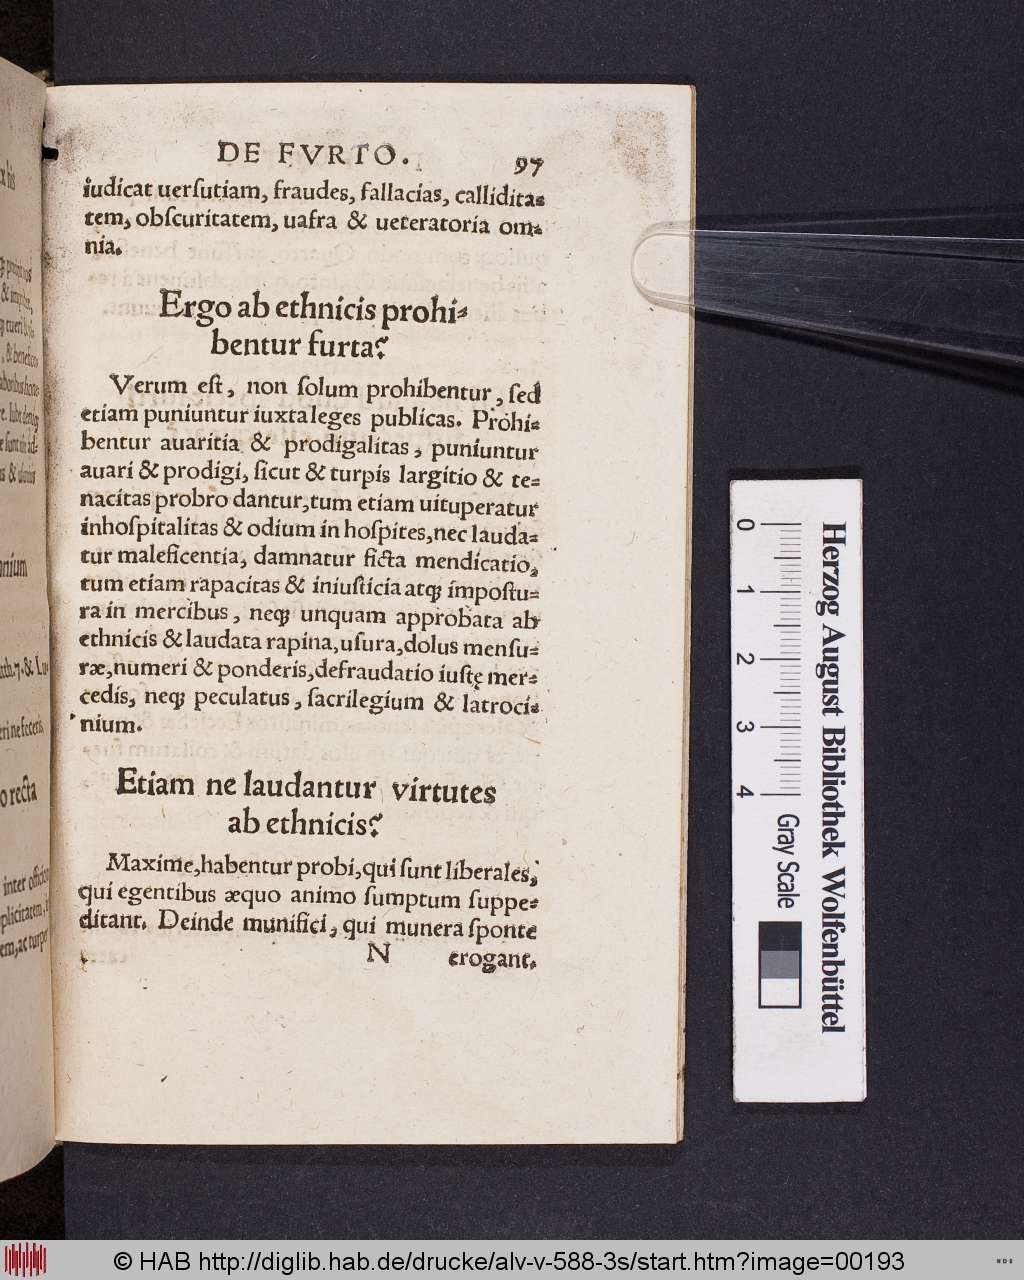 DE FVRTO. 97
iudicat uerſutiam, fraudes, fallacias, callidita-
tem, obſcuritatem, uafra & ueteratoria om-
nia.
Ergo ab ethnicis prohi-
bentur furta?
Verum eſt, non ſolum prohibentur, ſed
etiam puniuntur iuxta leges publicas. Prohi-
bentur auaritia & prodigalitas, puniuntur
auari & prodigi, ſicut & turpis largitio & te-
nacitas probro dantur, tum etiam uituperatur
inhoſpitalitas & odium in hoſpites, nec lauda-
tur maleficentia, damnatur ficta mendicatio,
tum etiam rapacitas & iniuſticia atqꝫ impoſtu-
ra in mercibus, neqꝫ unquam approbata ab
ethnicis & laudata rapina, uſura, dolus menſu-
ræ, numeri & ponderis, defraudatio iuſtę mer-
cedis, neqꝫ peculatus, ſacrilegium & latroci-
nium.
Etiam ne laudantur virtutes
ab ethnicis?
Maxime, habentur probi, qui ſunt liberales,
qui egentibus æquo animo ſumptum ſuppe-
ditant. Deinde munifici, qui munera ſponte
N erogant.
0 1 2 3 4 Gray Scale
Herzog August Bibliothek Wolfenbüttel
© HAB http://diglib.hab.de/drucke/alv-v-588-3s/start.htm?image=00193